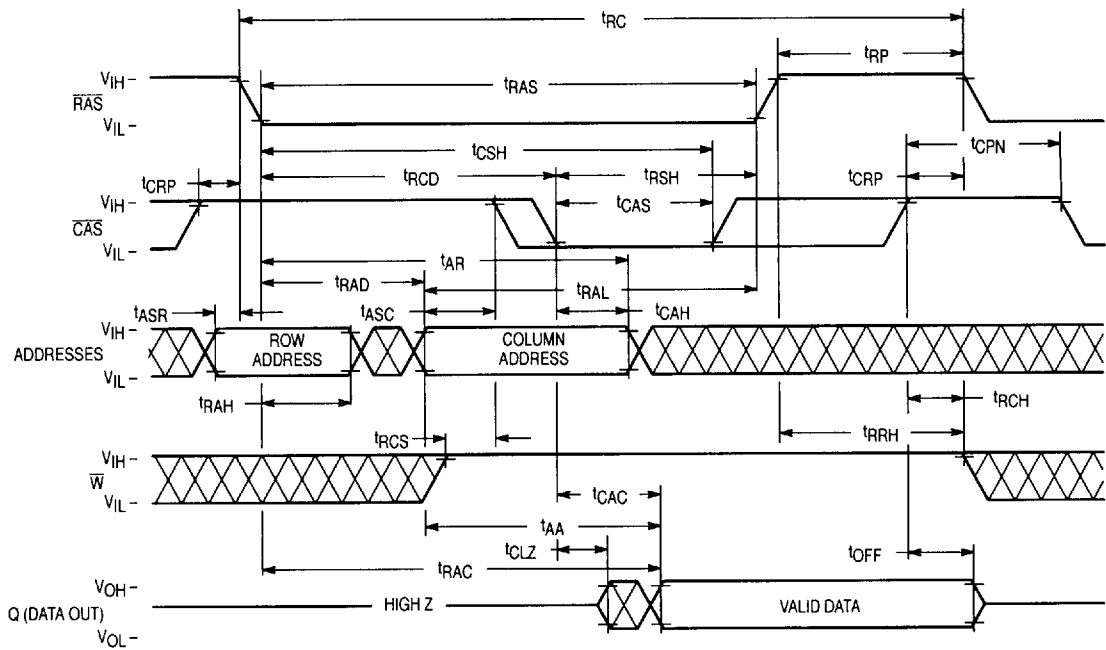 tRC
tRP
VIH
RAS
VIL
tRAS
tCSH
tCPN
tCRP
tRCD
tRSH
tCRP
VIH
CAS
VIL
tCAS
tAR
tRAD
tRAL
tASR
tASC
tCAH
VIH
ADDRESSES
VIL
ROW
ADDRESS
COLUMN
ADDRESS
tRAH
tRCH
tRCS
tRRH
VIH
W
VIL
tCAC
tAA
tCLZ
tOFF
tRAC
VOH
Q (DATA OUT)
VOL
HIGH Z
VALID DATA